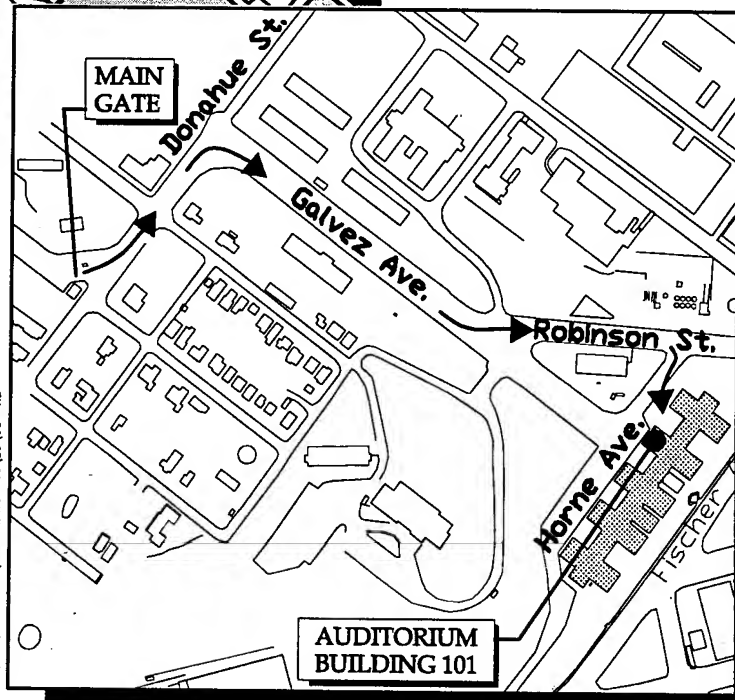 MAIN
GATE
Donahue St.
Galvez Ave.
Robinson St.
Horne Ave.
Fischer
AUDITORIUM
BUILDING 101